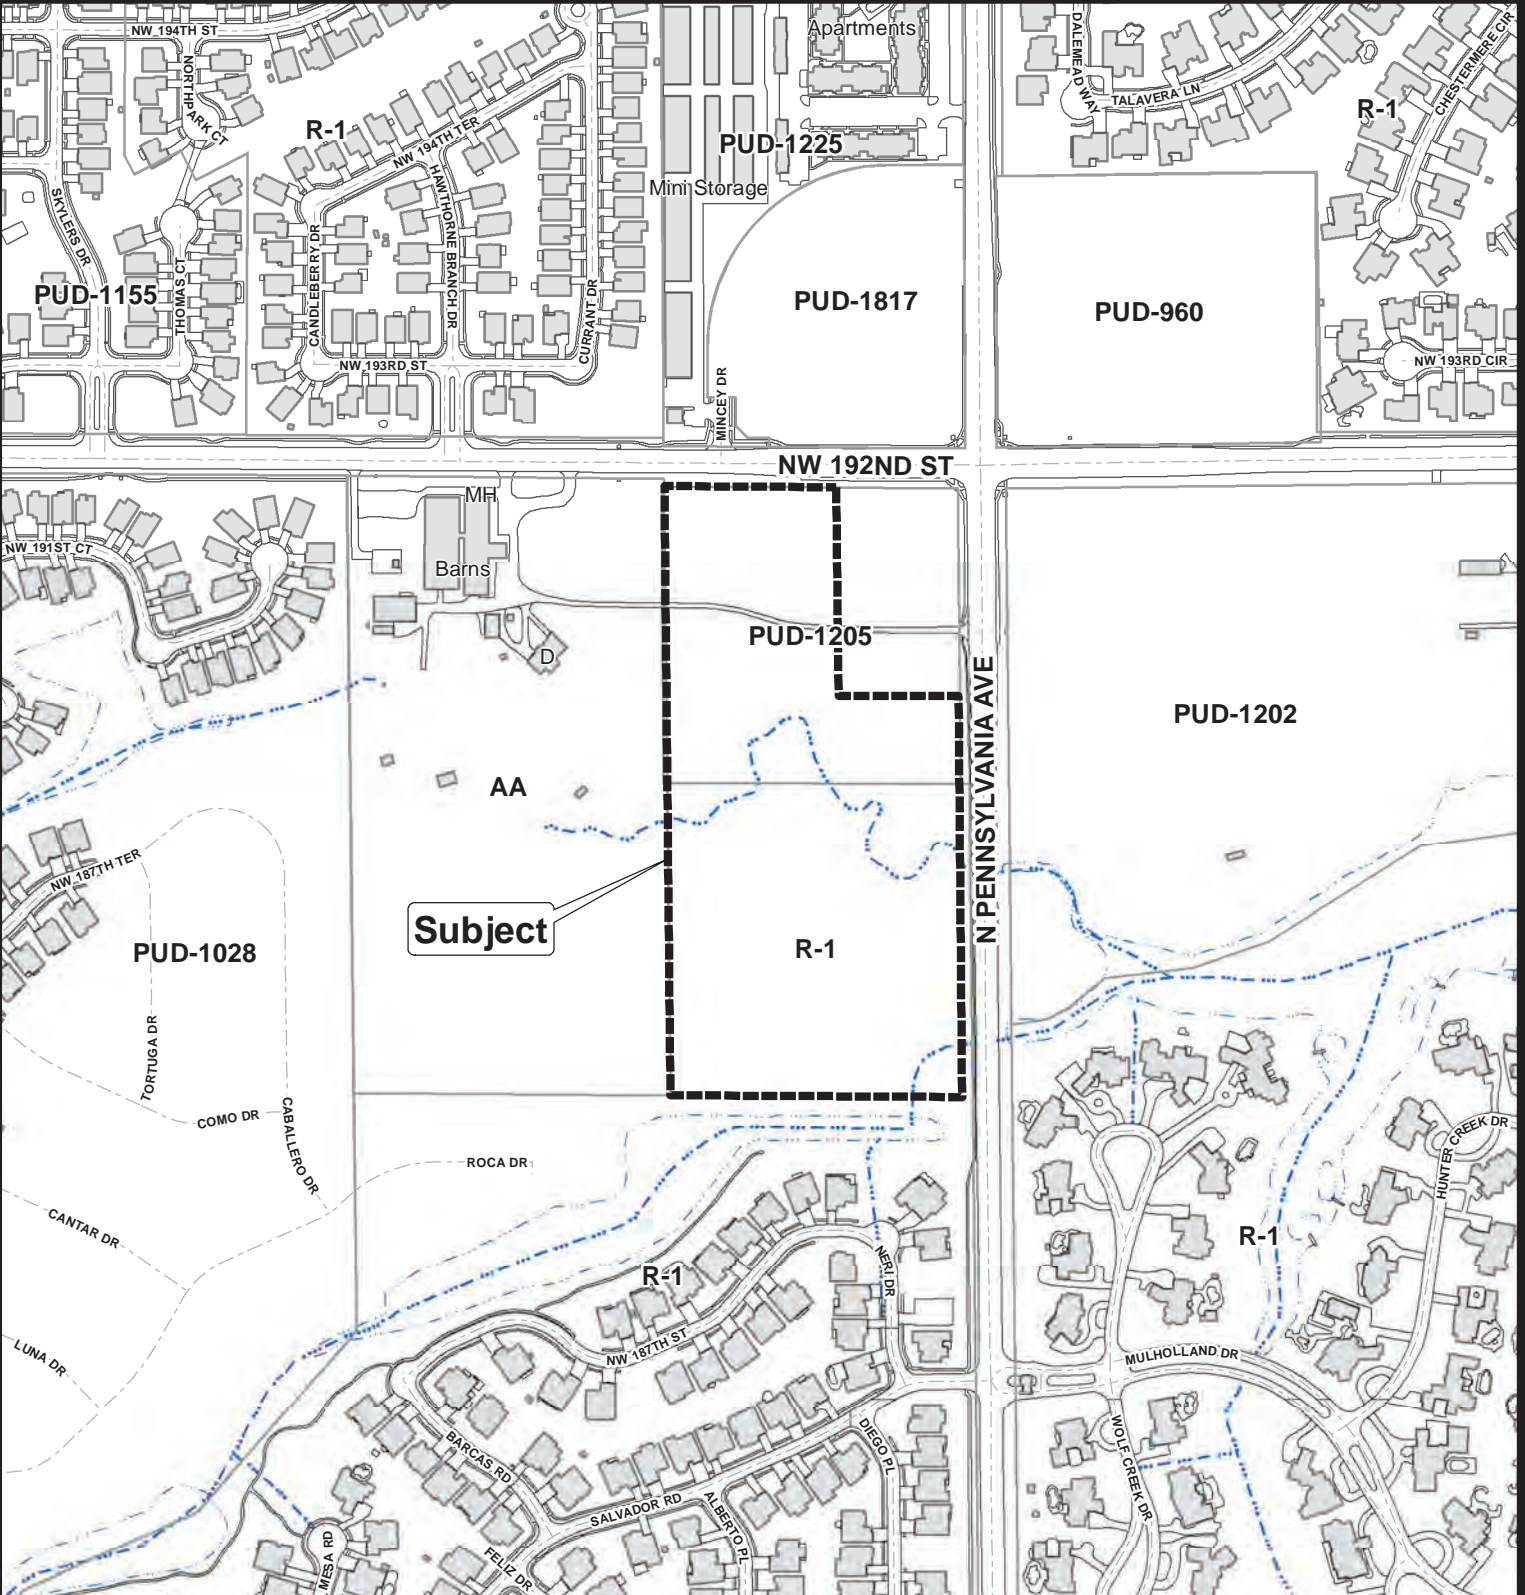 NW 194TH ST
Apartments
DALEMEAD WAY
CHESTERMERE CIR
NORTHPARK CT
TALAVERA LN
R-1
R-1
NW 194TH TER
PUD-1225
HAWTHORNE BRANCH DR
Mini Storage
SKYLERS DR
CANDLEBERRY DR
THOMAS CT
CURRANT DR
PUD-1155
PUD-1817
PUD-960
NW 193RD ST
NW 193RD CIR
MINCEY DR
NW 192ND ST
MH
NW 191ST CT
Barns
PUD-1205
D
N PENNSYLVANIA AVE
PUD-1202
AA
NW 187TH TER
Subject
PUD-1028
R-1
TORTUGA DR
COMO DR
CABALLERO DR
ROCA DR
HUNTER CREEK DR
CANTAR DR
R-1
R-1
NERI DR
LUNA DR
NW 187TH ST
MULHOLLAND DR
BARCAS RD
DIEGO PL
WOLF CREEK DR
SALVADOR RD
ALBERTO PL
FELIZ DR
MESA RD